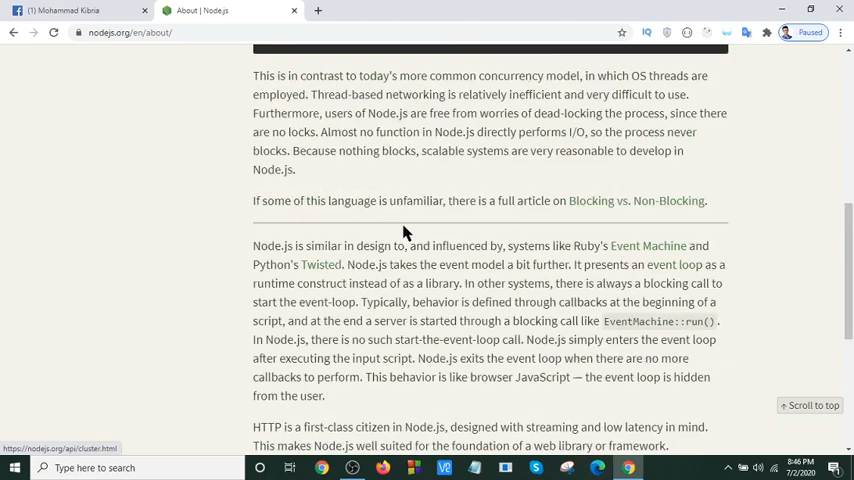 (1) Mohammad Kibria
About | Node.js
nodejs.org/en/about/
Paused
This is in contrast to today's more common concurrency model, in which OS threads are
employed. Thread-based networking is relatively inefficient and very difficult to use.
Furthermore, users of Node.js are free from worries of dead-locking the process, since there
are no locks. Almost no function in Node.js directly performs I/O, so the process never
blocks. Because nothing blocks, scalable systems are very reasonable to develop in
Node.js.
If some of this language is unfamiliar, there is a full article on Blocking vs. Non-Blocking.
Node.js is similar in design to, and influenced by, systems like Ruby's Event Machine and
Python's Twisted. Node.js takes the event model a bit further. It presents an event loop as a
runtime construct instead of as a library. In other systems, there is always a blocking call to
start the event-loop. Typically, behavior is defined through callbacks at the beginning of a
script, and at the end a server is started through a blocking call like EventMachine::run().
In Node.js, there is no such start-the-event-loop call. Node.js simply enters the event loop
after executing the input script. Node.js exits the event loop when there are no more
callbacks to perform. This behavior is like browser JavaScript — the event loop is hidden
from the user.
↑ Scroll to top
HTTP is a first-class citizen in Node.js, designed with streaming and low latency in mind.
This makes Node.js well suited for the foundation of a web library or framework.
https://nodejs.org/api/cluster.html
Type here to search
8:46 PM
7/2/2020